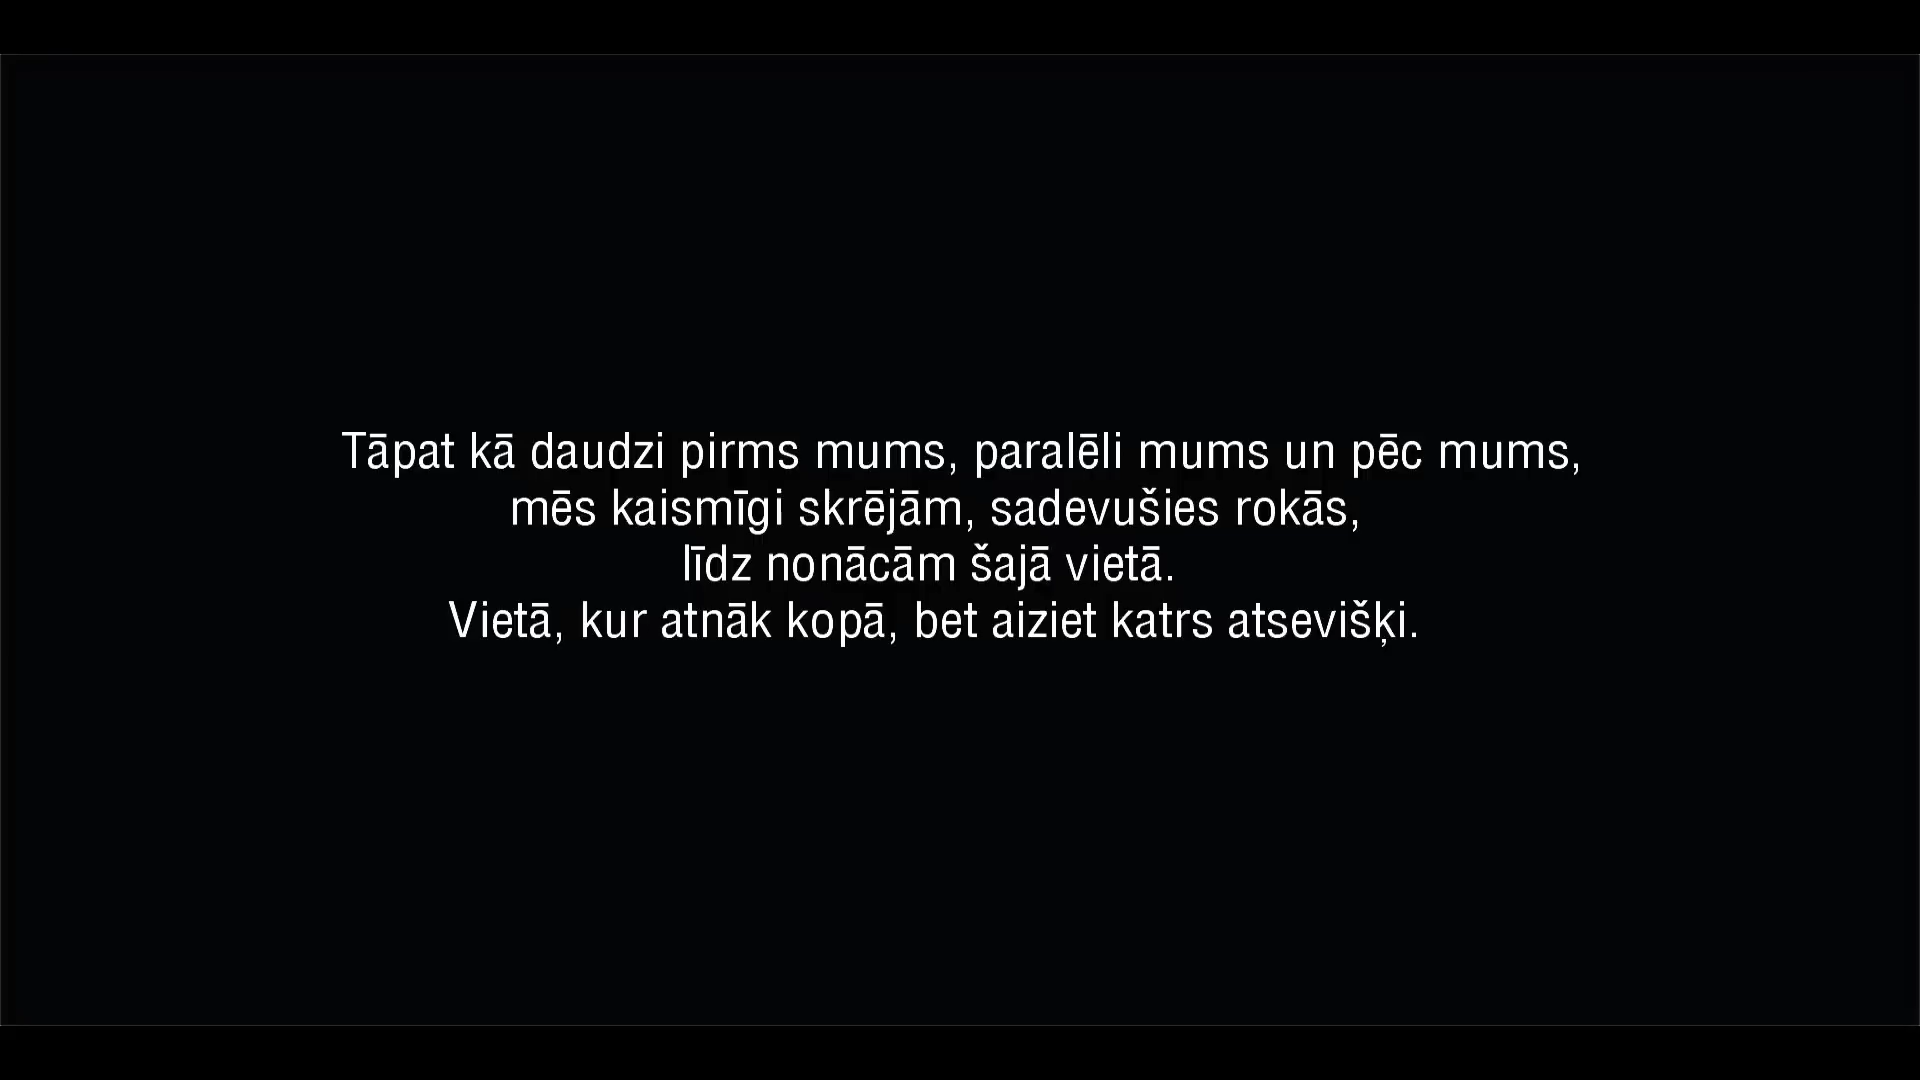 Tāpat kā daudzi pirms mums, paralēli mums un pēc mums,
mēs kaismīgi skrējām, sadevušies rokās,
līdz nonācām šajā vietā.
Vietā, kur atnāk kopā, bet aiziet katrs atsevišķi.